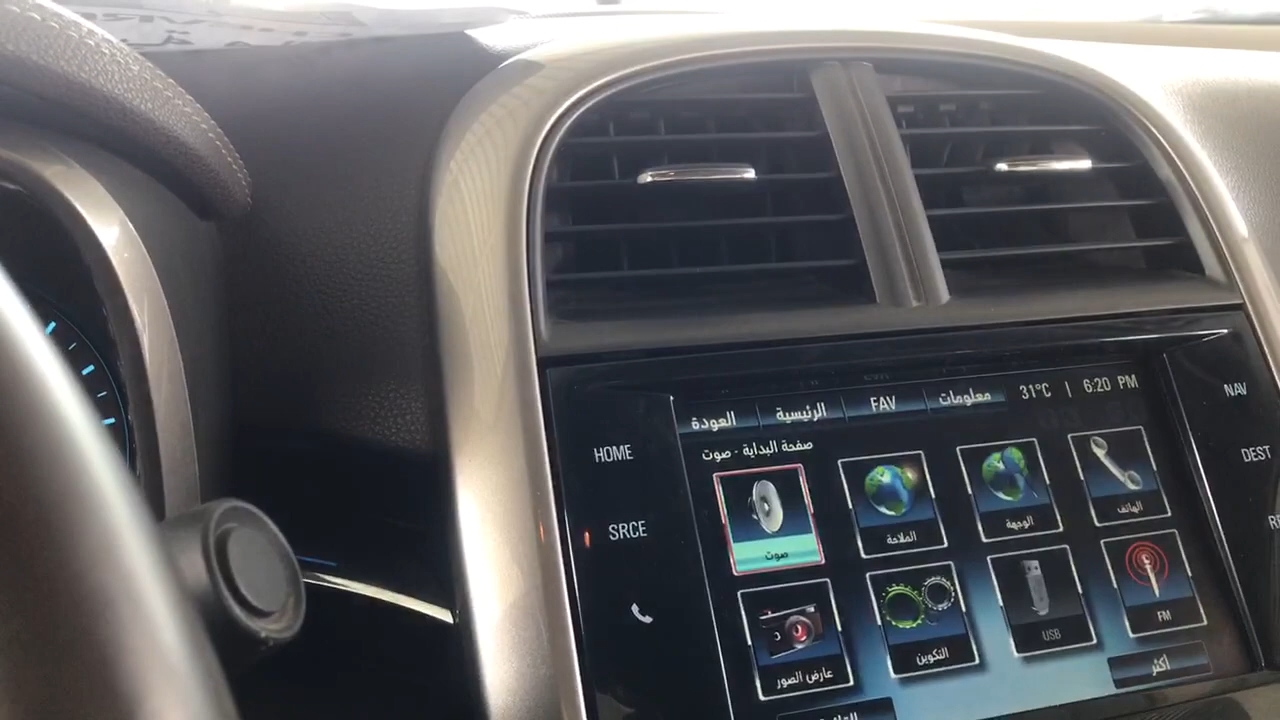 العودة
الرئيسية
FAV
معلومات
31°C | 6:20 PM
صفحة البداية - صوت
HOME
SRCE
NAV
DEST
صوت
الملاحة
الوجهة
الهاتف
عارض الصور
التكوين
USB
FM
أكثر